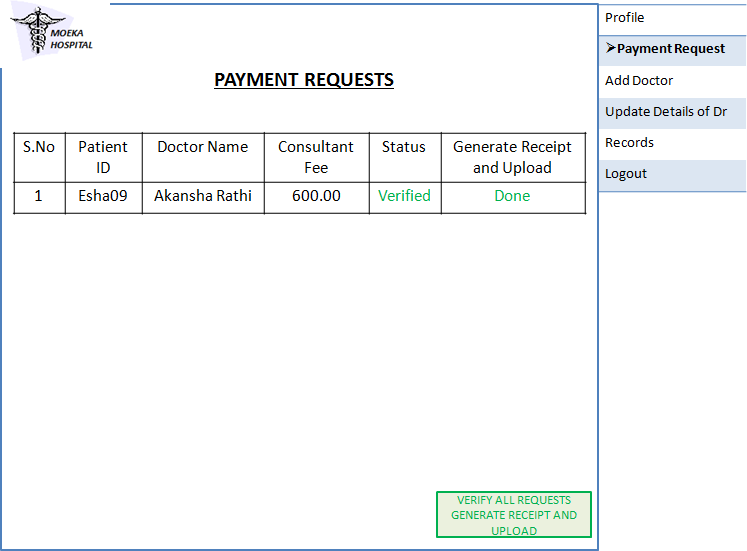 MOEKA
HOSPITAL
PAYMENT REQUESTS
S.No Patient ID Doctor Name Consultant Fee Status Generate Receipt and Upload
1 Esha09 Akansha Rathi 600.00 Verified Done
VERIFY ALL REQUESTS
GENERATE RECEIPT AND
UPLOAD
Profile
➢Payment Request
Add Doctor
Update Details of Dr
Records
Logout